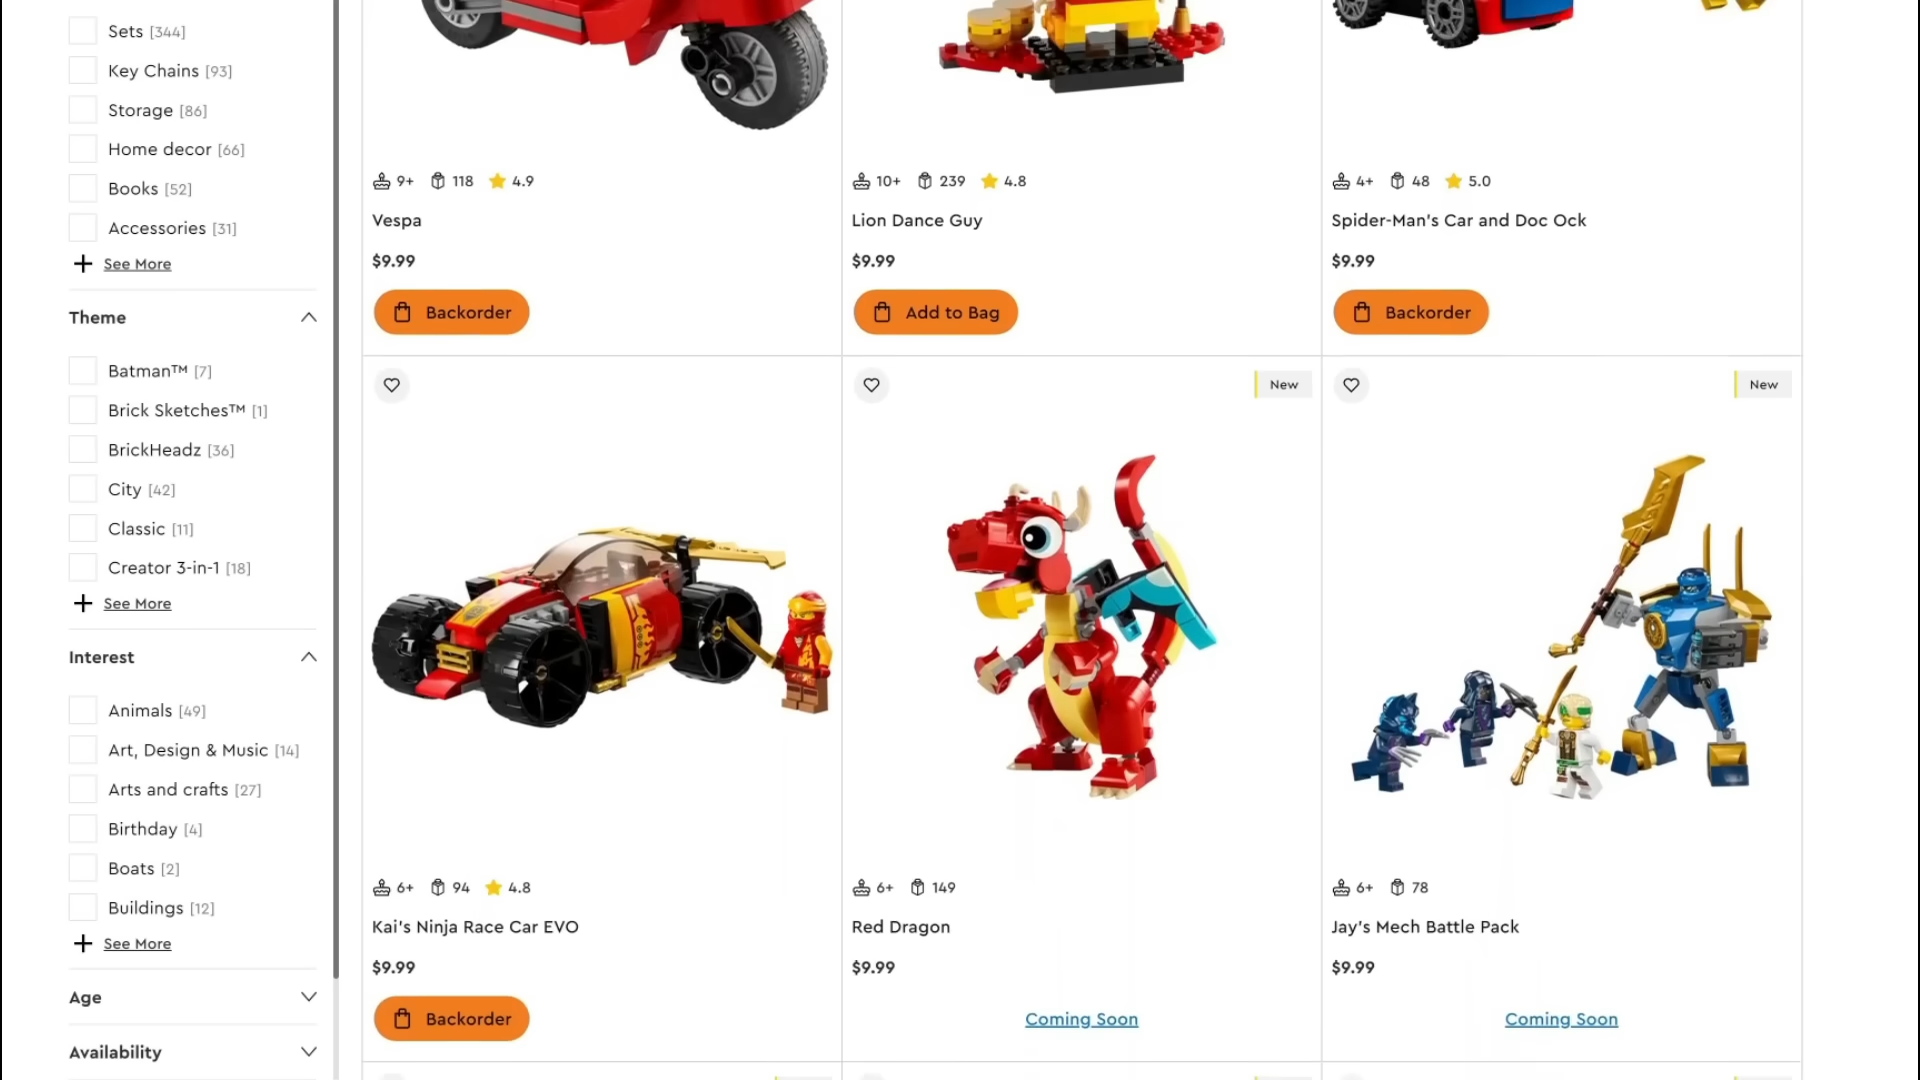 Sets [344]
Key Chains [93]
Storage [86]
Home decor [66]
Books [52]
Accessories [31]
See More
Theme
Batman™ [7]
Brick Sketches™ [1]
BrickHeadz [36]
City [42]
Classic [11]
Creator 3-in-1 [18]
See More
Interest
Animals [49]
Art, Design & Music [14]
Arts and crafts [27]
Birthday [4]
Boats [2]
Buildings [12]
See More
Age
Availability
9+ 118 4.9
Vespa
$9.99
Backorder
10+ 239 4.8
Lion Dance Guy
$9.99
Add to Bag
4+ 48 5.0
Spider-Man's Car and Doc Ock
$9.99
Backorder
6+ 94 4.8
Kai's Ninja Race Car EVO
$9.99
Backorder
New
6+ 149
Red Dragon
$9.99
Coming Soon
New
6+ 78
Jay's Mech Battle Pack
$9.99
Coming Soon